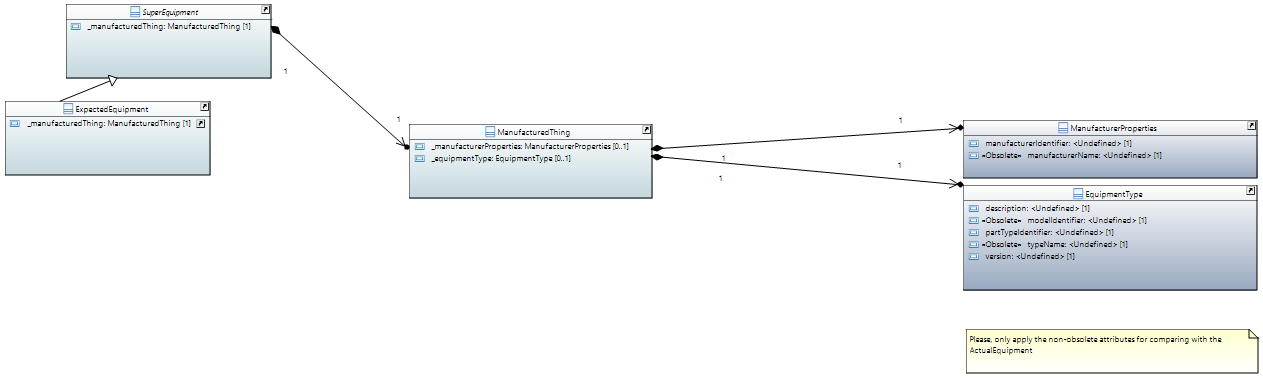 SuperEquipment
_manufacturedThing: ManufacturedThing [1]
1
ExpectedEquipment
_manufacturedThing: ManufacturedThing [1]
1
ManufacturedThing
_manufacturerProperties: ManufacturerProperties [0..1]
_equipmentType: EquipmentType [0..1]
1
1
1
1
ManufacturerProperties
manufacturerIdentifier: <Undefined> [1]
«Obsolete» manufacturerName: <Undefined> [1]
EquipmentType
description: <Undefined> [1]
«Obsolete» modelIdentifier: <Undefined> [1]
partTypeIdentifier: <Undefined> [1]
«Obsolete» typeName: <Undefined> [1]
version: <Undefined> [1]
Please, only apply the non-obsolete attributes for comparing with the
ActualEquipment